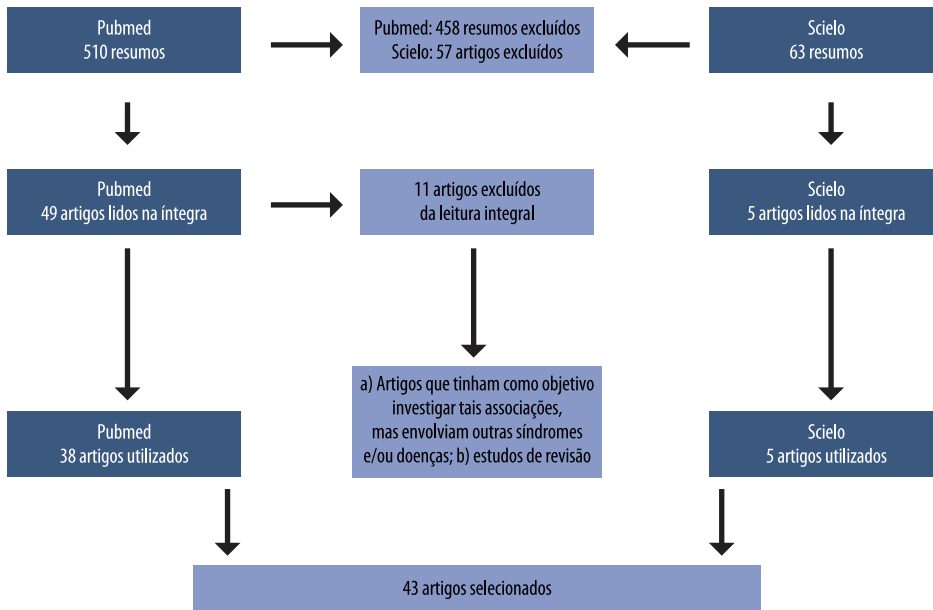 Pubmed
510 resumos
Pubmed: 458 resumos excluídos
Scielo: 57 artigos excluídos
Scielo
63 resumos
Pubmed
49 artigos lidos na íntegra
11 artigos excluídos
da leitura integral
Scielo
5 artigos lidos na íntegra
a) Artigos que tinham como objetivo
investigar tais associações,
mas envolviam outras síndromes
e/ou doenças; b) estudos de revisão
Pubmed
38 artigos utilizados
Scielo
5 artigos utilizados
43 artigos selecionados